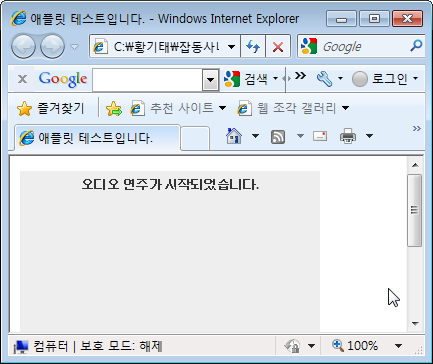 애플릿 테스트입니다. - Windows Internet Explorer
C:₩황기태₩잡동사니
Google
x Google 검색 로그인
즐겨찾기 추천 사이트 웹 조각 갤러리
애플릿 테스트입니다.
오디오 연주가 시작되었습니다.
컴퓨터 | 보호 모드: 해제 100%